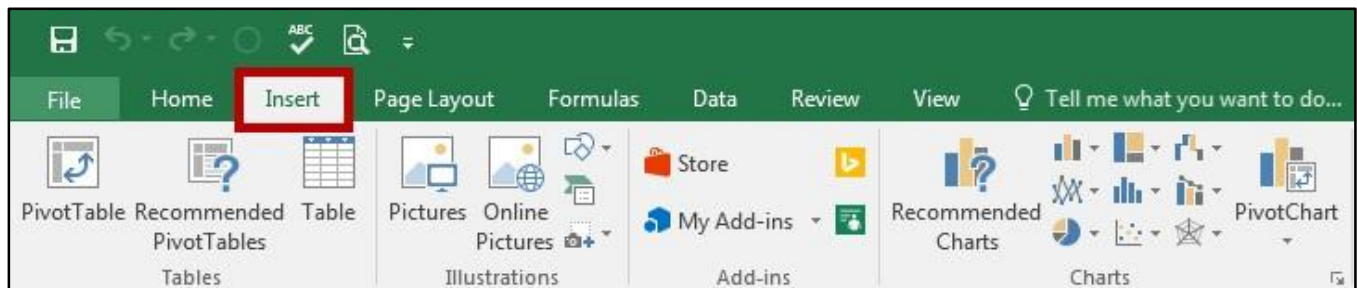 ABC
File Home Insert Page Layout Formulas Data Review View Tell me what you want to do...
PivotTable Recommended PivotTables Table
Pictures Online Pictures
Store
My Add-ins
Recommended Charts
PivotChart
Tables Illustrations Add-ins Charts